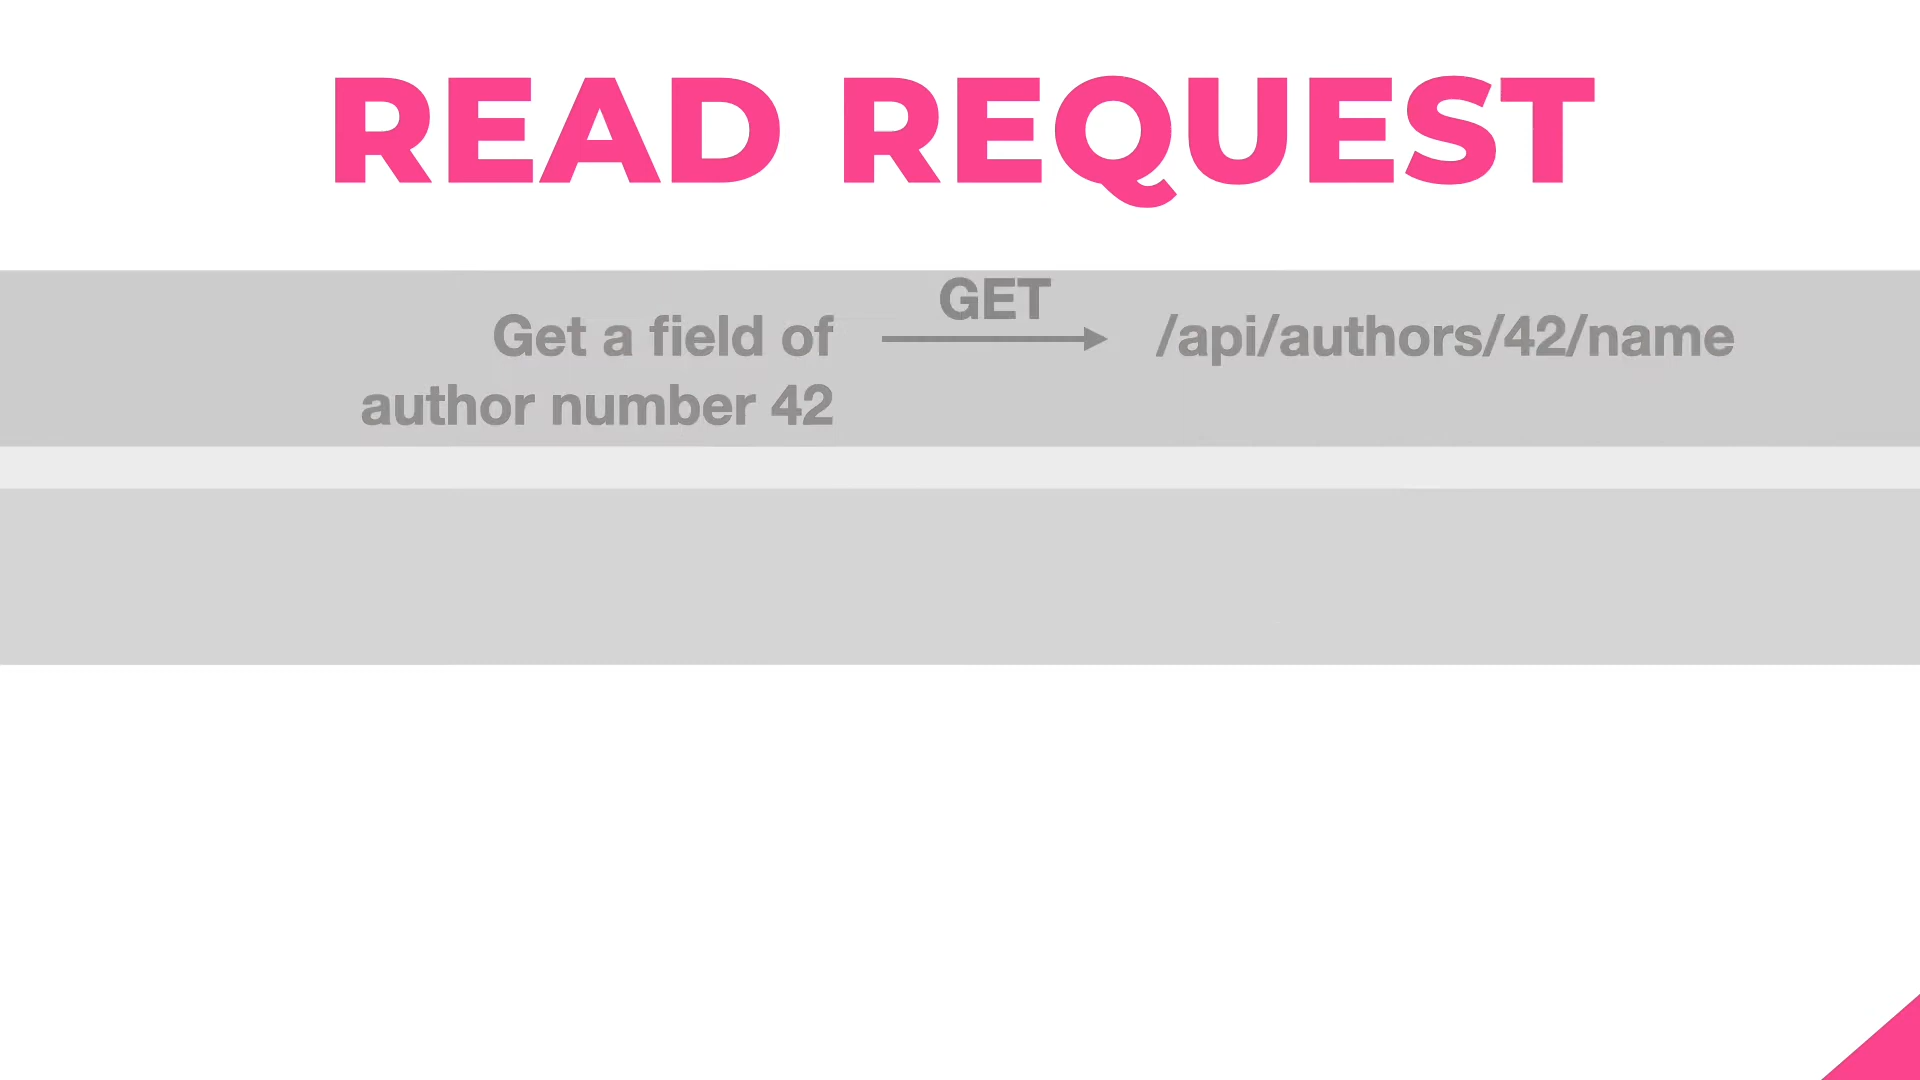 READ REQUEST
GET
Get a field of
author number 42
/api/authors/42/name